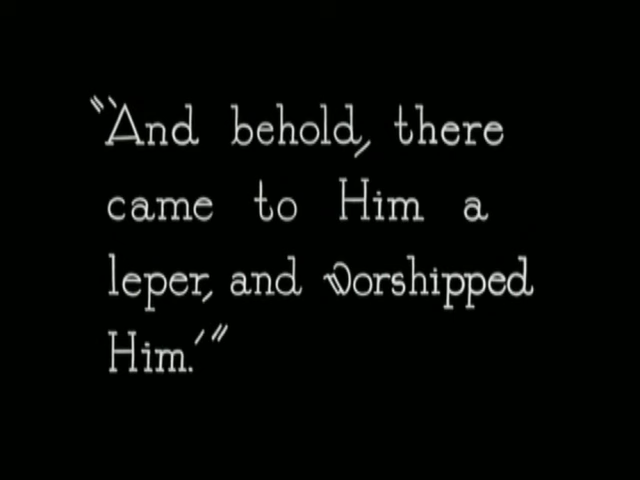 "'And behold, there
came to Him a
leper, and worshipped
Him.'"